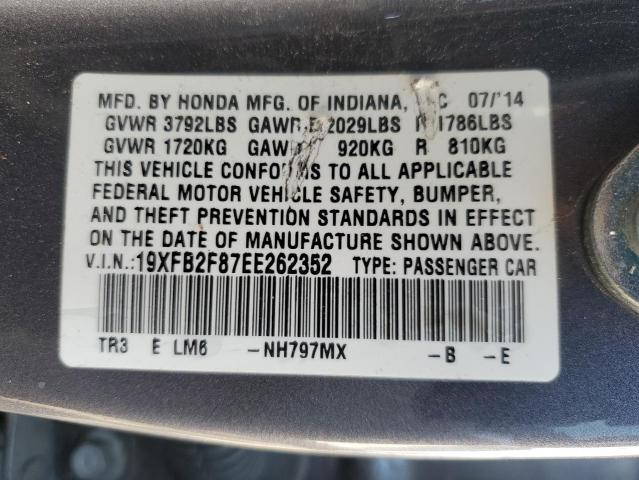 MFD. BY HONDA MFG. OF INDIANA, 07/'14
GVWR 3792LBS 2029LBS 1786LBS
GVWR 1720KG 920KG R 810KG
THIS VEHICLE CONFORMS TO ALL APPLICABLE
FEDERAL MOTOR VEHICLE SAFETY, BUMPER,
AND THEFT PREVENTION STANDARDS IN EFFECT
ON THE DATE OF MANUFACTURE SHOWN ABOVE.
V.I.N.:19XFB2F87EE262352 TYPE: PASSENGER CAR
TR3 E LM6 -NH797MX -B -E